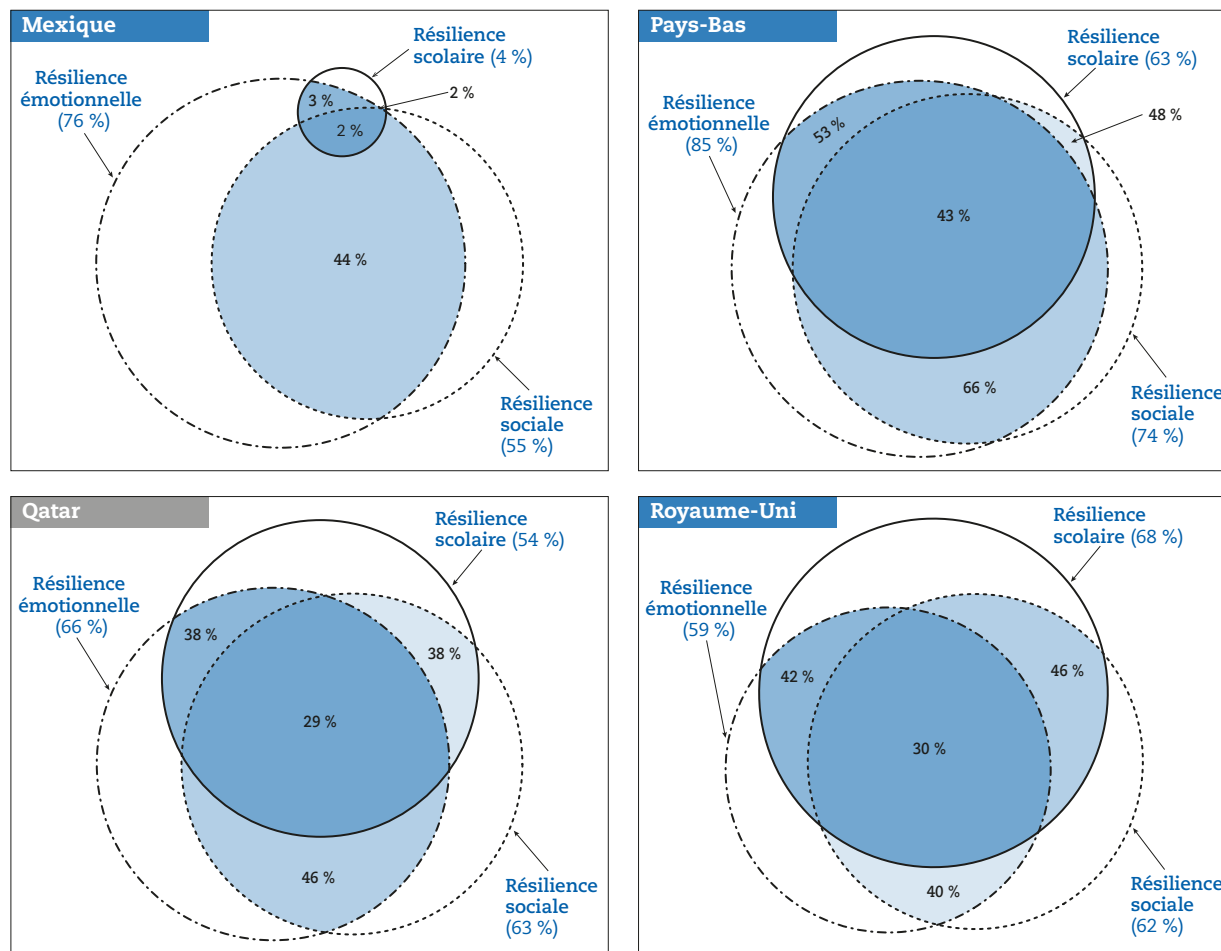 Mexique
Résilience
scolaire (4 %)
Résilience
émotionnelle
(76 %)
3 %
2 %
2 %
44 %
Résilience
sociale
(55 %)
Pays-Bas
Résilience
scolaire (63 %)
Résilience
émotionnelle
(85 %)
53 %
48 %
43 %
66 %
Résilience
sociale
(74 %)
Qatar
Résilience
scolaire (54 %)
Résilience
émotionnelle
(66 %)
38 %
38 %
29 %
46 %
Résilience
sociale
(63 %)
Royaume-Uni
Résilience
scolaire (68 %)
Résilience
émotionnelle
(59 %)
42 %
46 %
30 %
40 %
Résilience
sociale
(62 %)